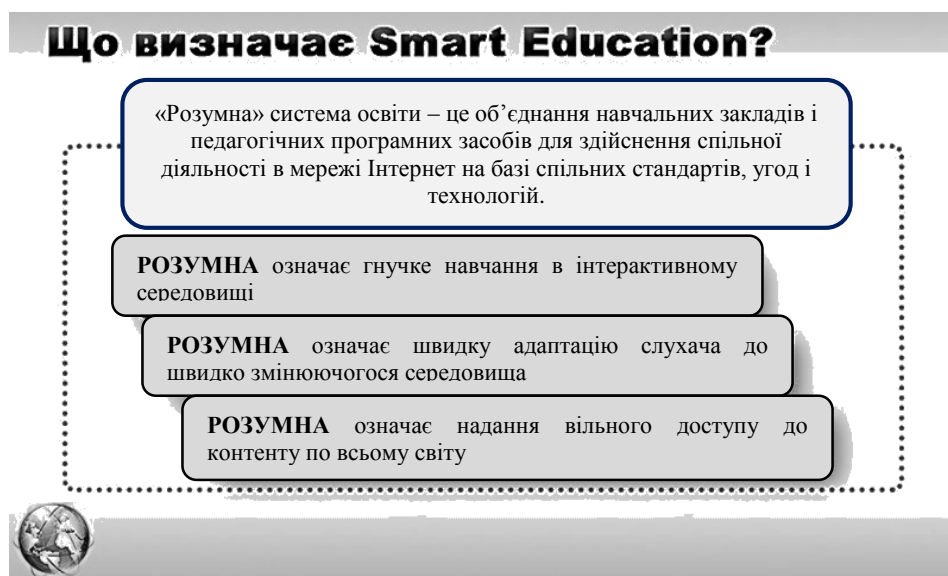 Що визначає Smart Education?
«Розумна» система освіти – це об’єднання навчальних закладів і
педагогічних програмних засобів для здійснення спільної
діяльності в мережі Інтернет на базі спільних стандартів, угод і
технологій.
РОЗУМНА означає гнучке навчання в інтерактивному
середовищі
РОЗУМНА означає швидку адаптацію слухача до
швидко змінюючогося середовища
РОЗУМНА означає надання вільного доступу до
контенту по всьому світу